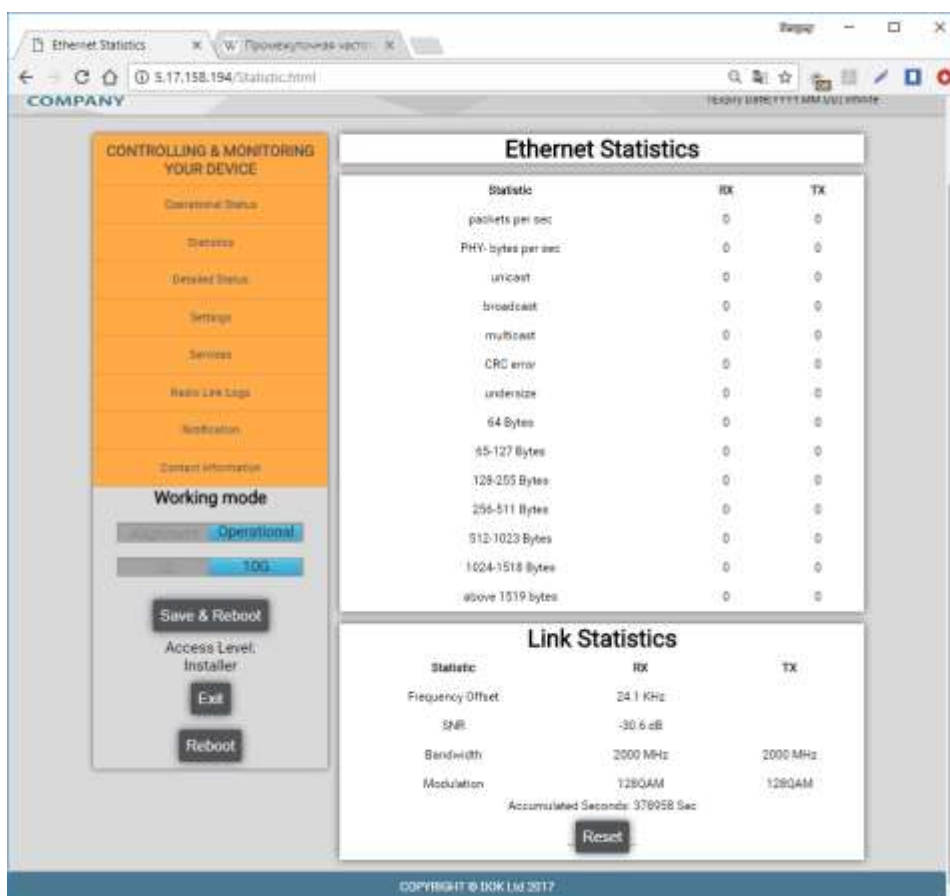 Ethernet Statistics
Промежуточная часто
5.17.158.194/Statistic.html
COMPANY
CONTROLLING & MONITORING
YOUR DEVICE
Operational Status
Statistics
Detailed Status
Settings
Services
Radio Link Logs
Notification
Contact Information
Working mode
Operational
10G
Save & Reboot
Access Level:
Installer
Exit
Reboot
Ethernet Statistics
Statistic RX TX
packets per sec 0 0
PHY- bytes per sec 0 0
unicast 0 0
broadcast 0 0
multicast 0 0
CRC error 0 0
undersize 0 0
64 Bytes 0 0
65-127 Bytes 0 0
128-255 Bytes 0 0
256-511 Bytes 0 0
512-1023 Bytes 0 0
1024-1518 Bytes 0 0
above 1519 bytes 0 0
Link Statistics
Statistic RX TX
Frequency Offset 24.1 KHz
SNR -30.6 dB
Bandwidth 2000 MHz 2000 MHz
Modulation 128QAM 128QAM
Accumulated Seconds: 378958 Sec
Reset
COPYRIGHT © DOK Ltd 2017